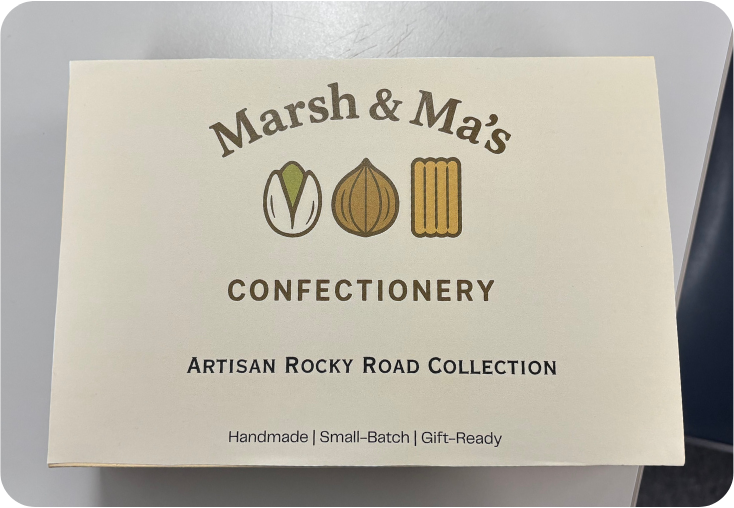 Marsh & Ma's
CONFECTIONERY
ARTISAN ROCKY ROAD COLLECTION
Handmade | Small-Batch | Gift-Ready